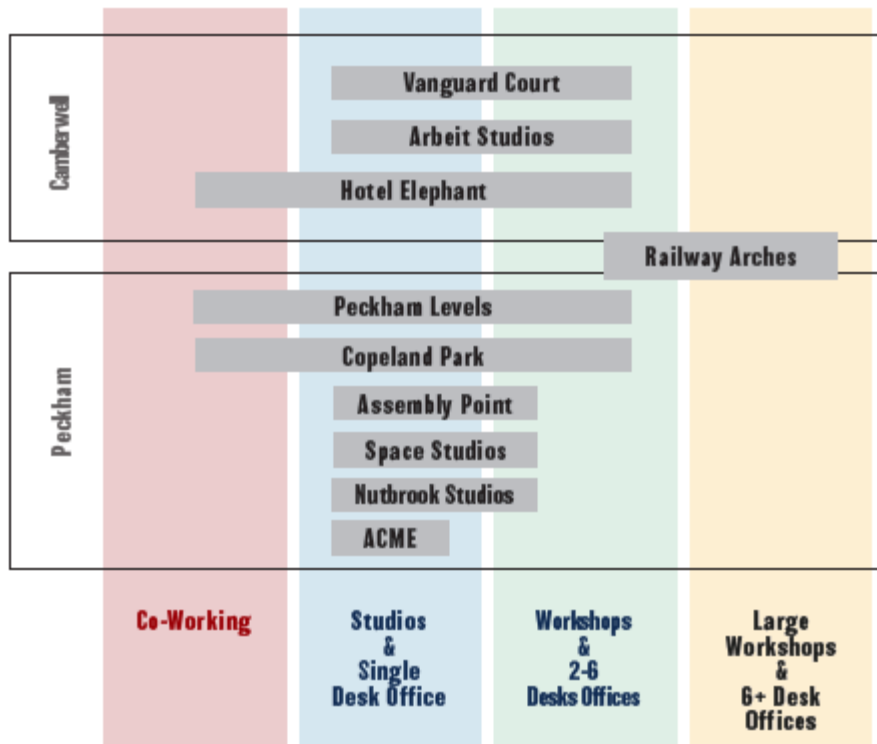 Camberwell
Vanguard Court
Arbeit Studios
Hotel Elephant
Railway Arches
Peckham
Peckham Levels
Copeland Park
Assembly Point
Space Studios
Nutbrook Studios
ACME
Co-Working
Studios
&
Single
Desk Office
Workshops
&
2-6
Desks Offices
Large
Workshops
&
6+ Desk
Offices